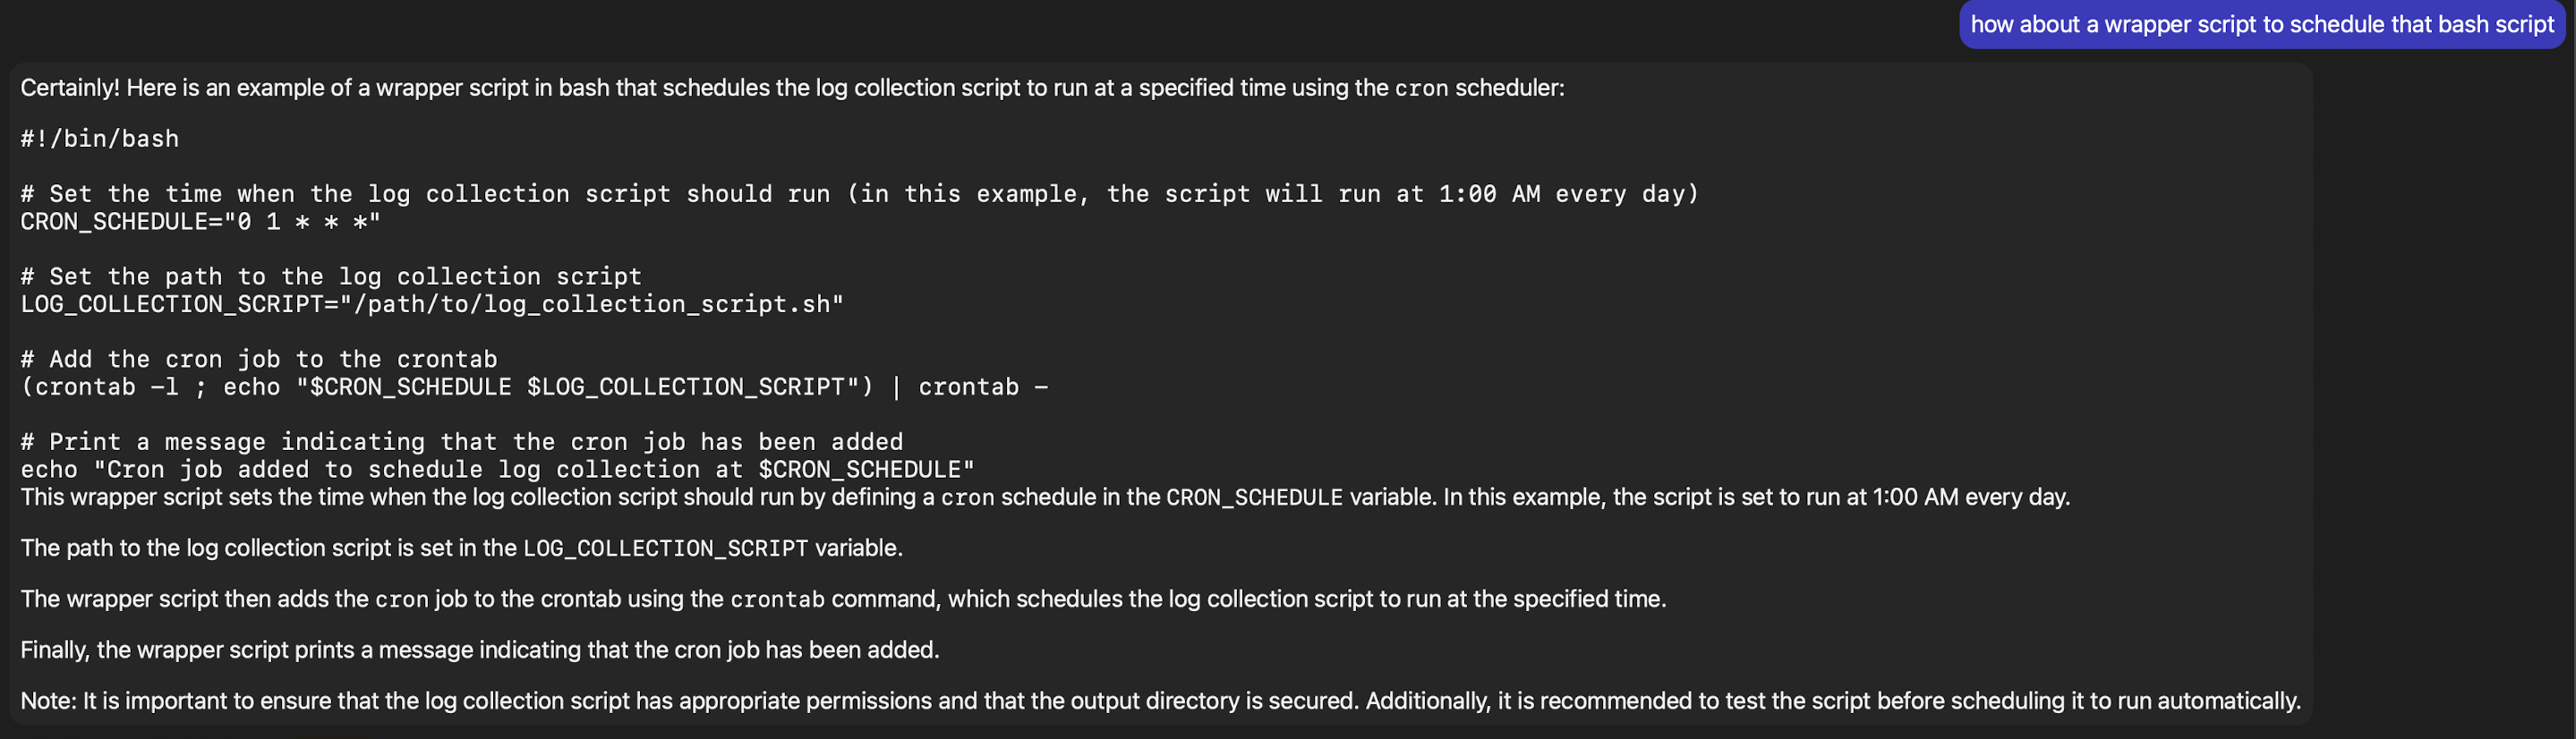 how about a wrapper script to schedule that bash script
Certainly! Here is an example of a wrapper script in bash that schedules the log collection script to run at a specified time using the cron scheduler:
#!/bin/bash
# Set the time when the log collection script should run (in this example, the script will run at 1:00 AM every day)
CRON_SCHEDULE="0 1 * * *"
# Set the path to the log collection script
LOG_COLLECTION_SCRIPT="/path/to/log_collection_script.sh"
# Add the cron job to the crontab
(crontab -l ; echo "$CRON_SCHEDULE $LOG_COLLECTION_SCRIPT") | crontab -
# Print a message indicating that the cron job has been added
echo "Cron job added to schedule log collection at $CRON_SCHEDULE"
This wrapper script sets the time when the log collection script should run by defining a cron schedule in the CRON_SCHEDULE variable. In this example, the script is set to run at 1:00 AM every day.
The path to the log collection script is set in the LOG_COLLECTION_SCRIPT variable.
The wrapper script then adds the cron job to the crontab using the crontab command, which schedules the log collection script to run at the specified time.
Finally, the wrapper script prints a message indicating that the cron job has been added.
Note: It is important to ensure that the log collection script has appropriate permissions and that the output directory is secured. Additionally, it is recommended to test the script before scheduling it to run automatically.